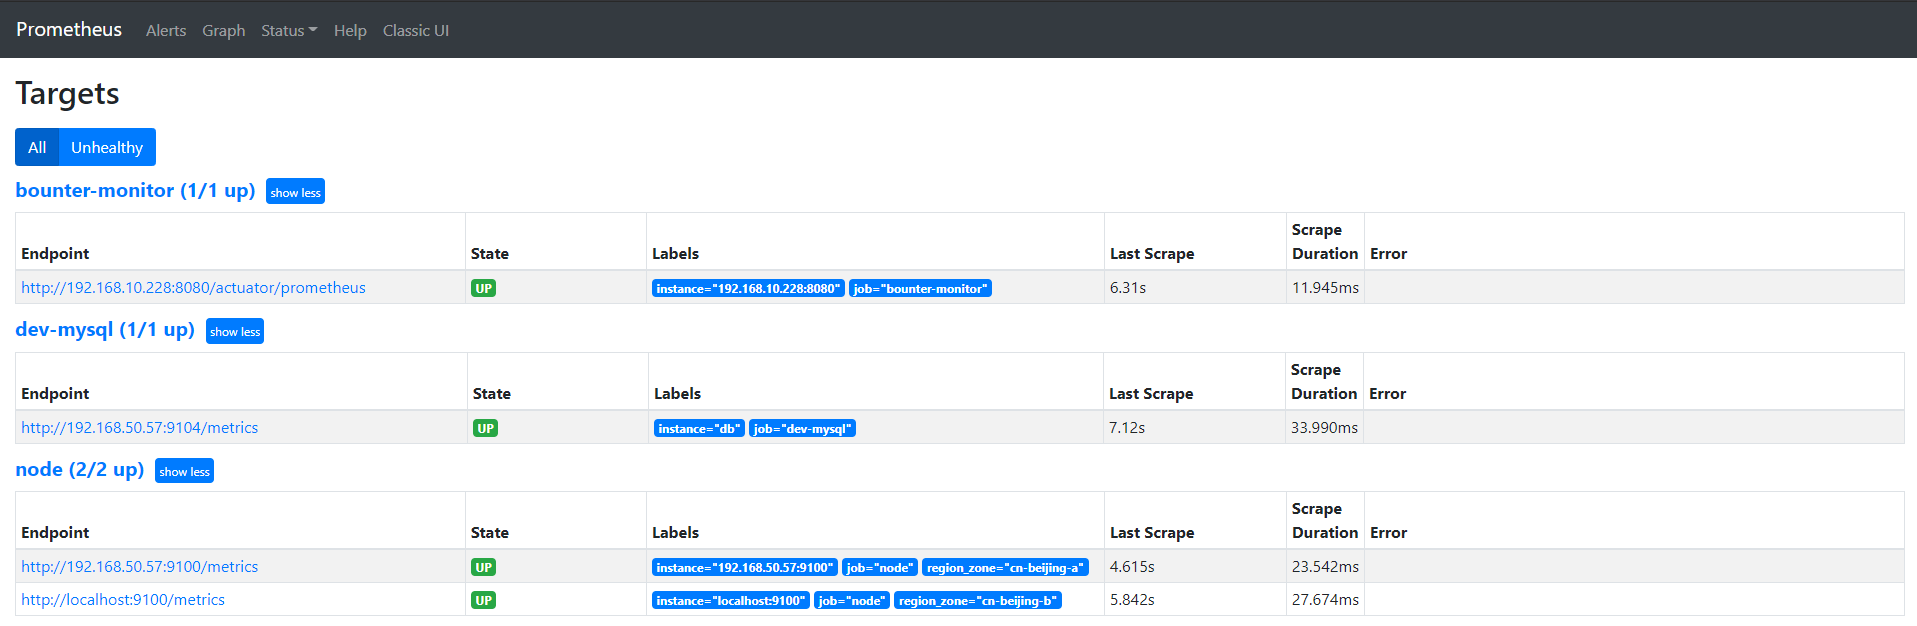 Prometheus Alerts Graph Status Help Classic UI
Targets
All Unhealthy
bounter-monitor (1/1 up) show less
Endpoint State Labels Last Scrape Scrape Duration Error
http://192.168.10.228:8080/actuator/prometheus UP instance="192.168.10.228:8080" job="bounter-monitor" 6.31s 11.945ms
dev-mysql (1/1 up) show less
Endpoint State Labels Last Scrape Scrape Duration Error
http://192.168.50.57:9104/metrics UP instance="db" job="dev-mysql" 7.12s 33.990ms
node (2/2 up) show less
Endpoint State Labels Last Scrape Scrape Duration Error
http://192.168.50.57:9100/metrics UP instance="192.168.50.57:9100" job="node" region_zone="cn-beijing-a" 4.615s 23.542ms
http://localhost:9100/metrics UP instance="localhost:9100" job="node" region_zone="cn-beijing-b" 5.842s 27.674ms